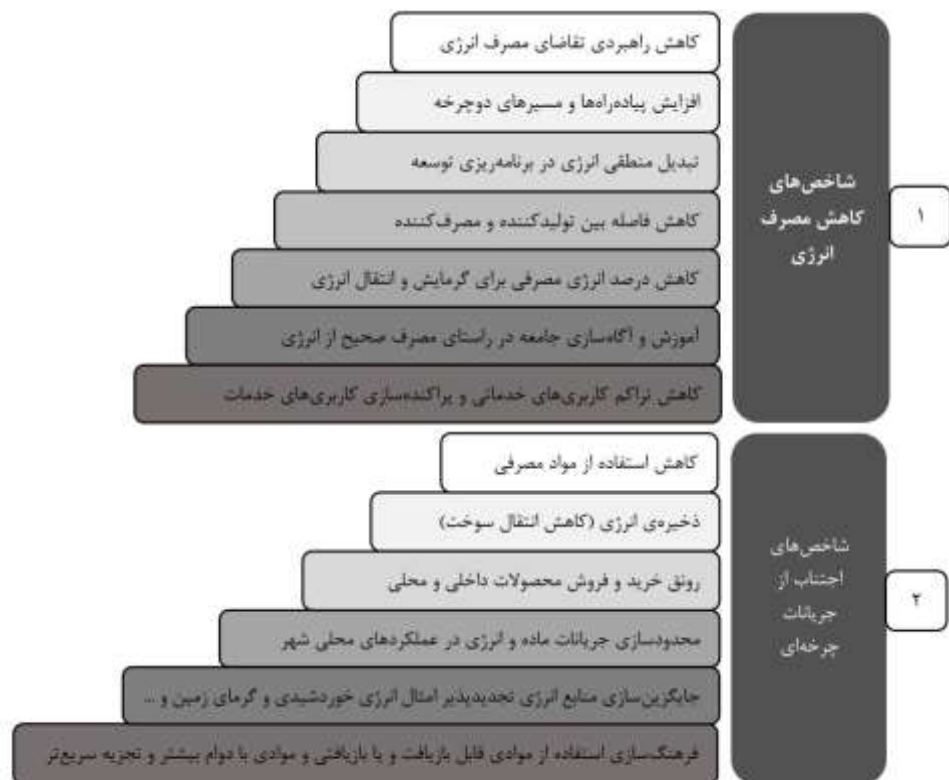 ۱
شاخص‌های
کاهش مصرف
انرژی
کاهش راهبردی تقاضای مصرف انرژی
افزایش پیاده‌راه‌ها و مسیرهای دوچرخه
تبدیل منطقی انرژی در برنامه‌ریزی توسعه
کاهش فاصله بین تولیدکننده و مصرف‌کننده
کاهش درصد انرژی مصرفی برای گرمایش و انتقال انرژی
آموزش و آگاه‌سازی جامعه در راستای مصرف صحیح از انرژی
کاهش تراکم کاربری‌های خدماتی و پراکنده‌سازی کاربری‌های خدمات
۲
شاخص‌های
اجتناب از
جریانات
چرخه‌ای
کاهش استفاده از مواد مصرفی
ذخیره‌ی انرژی (کاهش انتقال سوخت)
رونق خرید و فروش محصولات داخلی و محلی
محدودسازی جریانات ماده و انرژی در عملکردهای محلی شهر
جایگزین‌سازی منابع انرژی تجدیدپذیر امثال انرژی خورشیدی و گرمای زمین و ...
فرهنگ‌سازی استفاده از موادی قابل بازیافت و یا بازیافتی و موادی با دوام بیشتر و تجزیه سریع‌تر